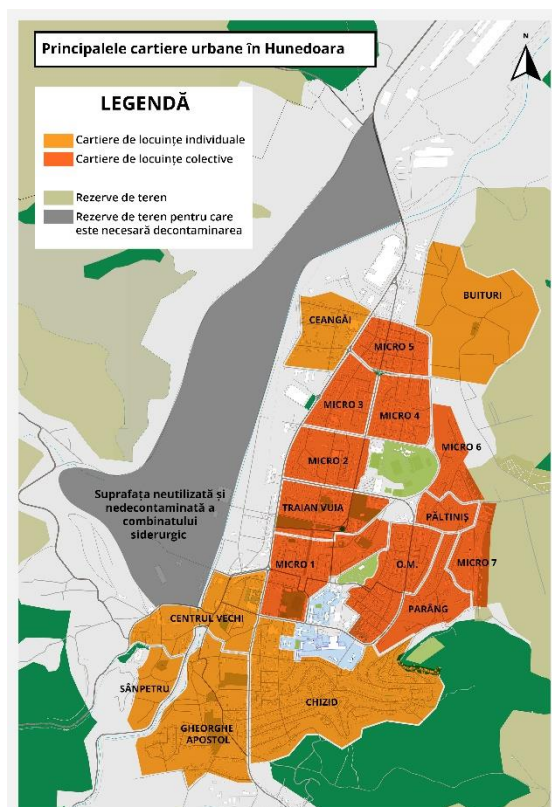 Principalele cartiere urbane în Hunedoara
N
LEGENDĂ
Cartiere de locuințe individuale
Cartiere de locuințe colective
Rezerve de teren
Rezerve de teren pentru care
este necesară decontaminarea
BUITURI
CEANGĂI
MICRO 5
MICRO 3
MICRO 4
MICRO 6
MICRO 2
Suprafața neutilizată și
nedecontaminată a
combinatului
siderurgic
TRAIAN VUIA
PĂLTINIȘ
MICRO 1
O.M.
MICRO 7
PARÂNG
CENTRUL VECHI
SÂNPETRU
CHIZID
GHEORGHE
APOSTOL